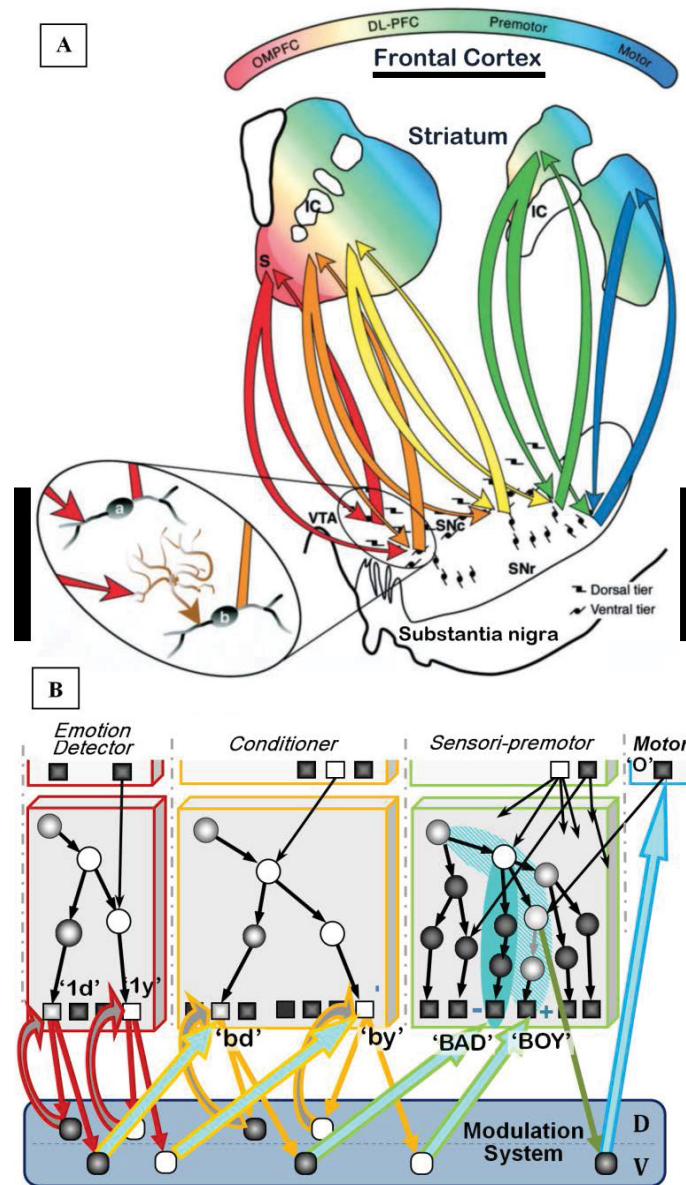 A
OMPFC
DL-PFC
Premotor
Motor
Frontal Cortex
Striatum
IC
IC
S
a
b
VTA
SNc
SNr
Dorsal tier
Ventral tier
Substantia nigra
B
Emotion
Detector
Conditioner
Sensori-premotor
Motor
'O'
'1d'
'1y'
'bd'
'by'
-
+
'BAD'
'BOY'
Modulation
System
D
V